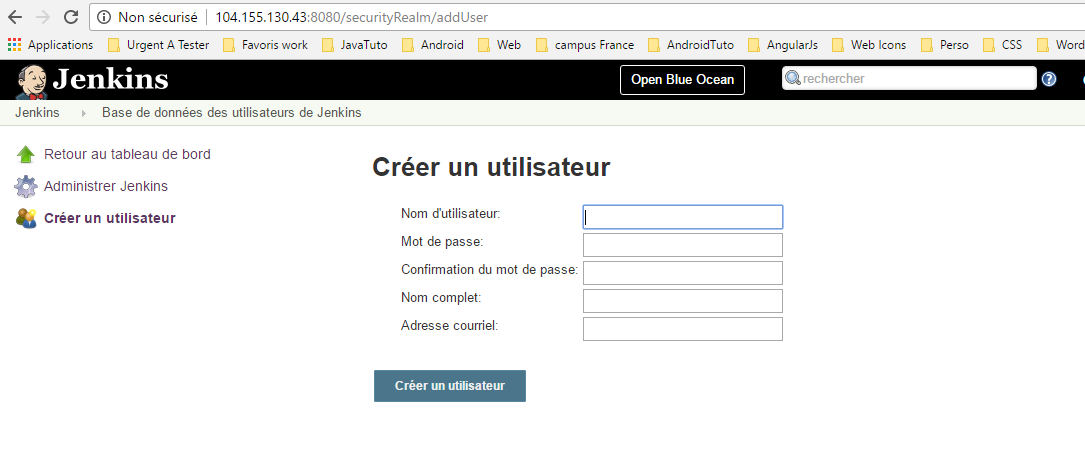 Non sécurisé 104.155.130.43:8080/securityRealm/addUser
Applications Urgent A Tester Favoris work JavaTuto Android Web campus France AndroidTuto AngularJs Web Icons Perso CSS Word
Jenkins Open Blue Ocean rechercher ?
Jenkins Base de données des utilisateurs de Jenkins
Retour au tableau de bord
Administrer Jenkins
Créer un utilisateur
Créer un utilisateur
Nom d'utilisateur:
Mot de passe:
Confirmation du mot de passe:
Nom complet:
Adresse courriel:
Créer un utilisateur